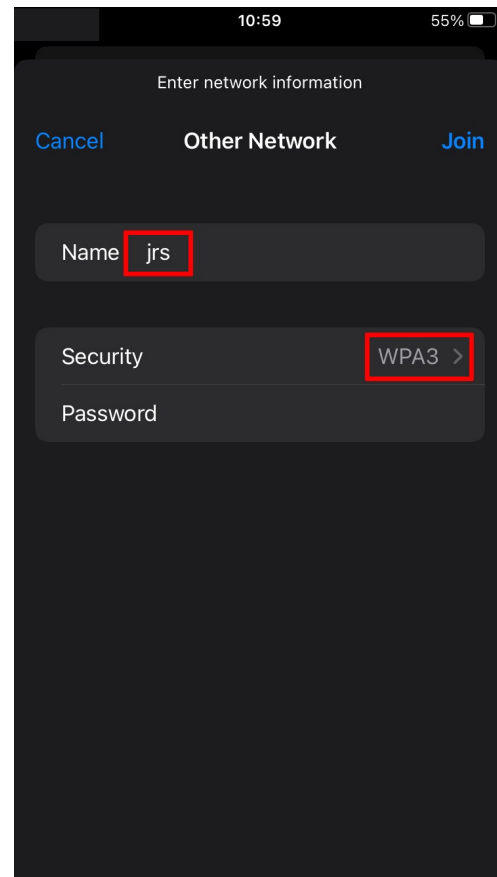 10:59 55%
Enter network information
Cancel Other Network Join
Name jrs
Security WPA3 >
Password